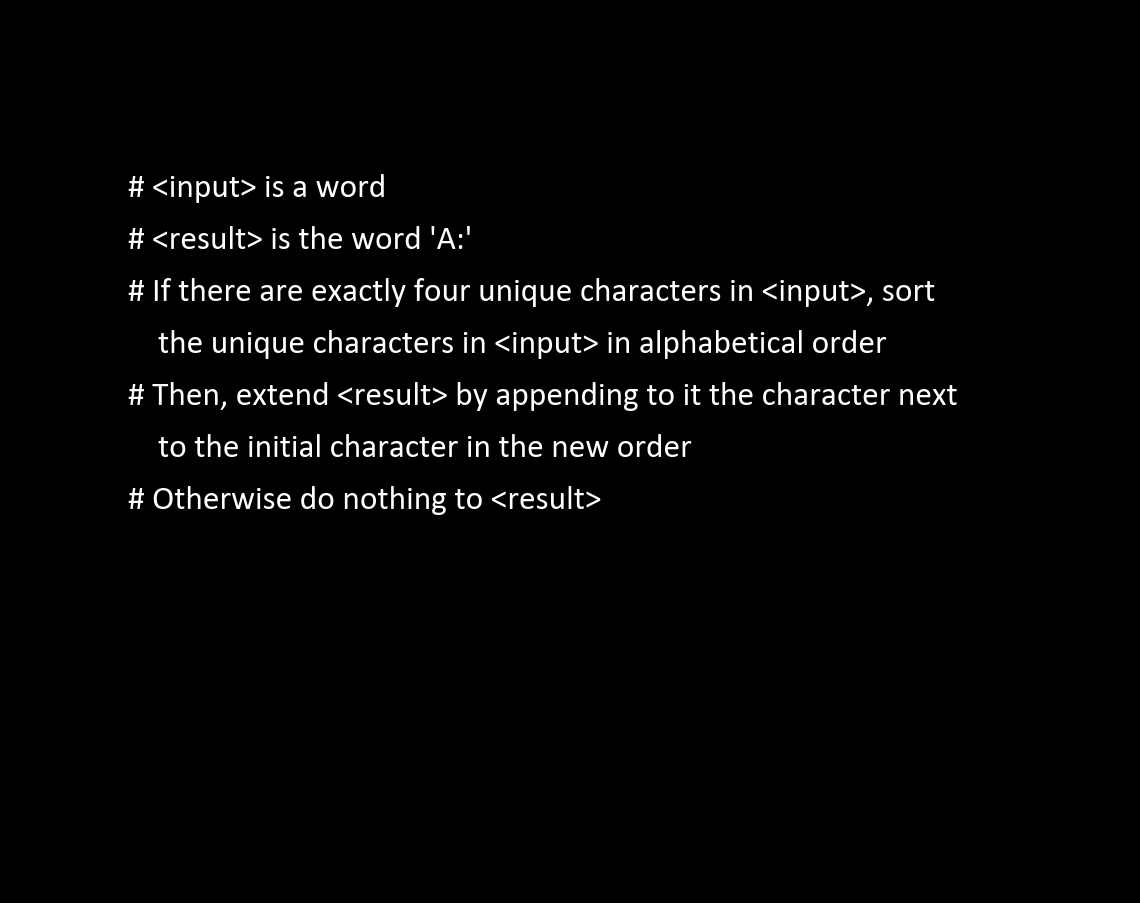 # <input> is a word
# <result> is the word 'A:'
# If there are exactly four unique characters in <input>, sort
the unique characters in <input> in alphabetical order
# Then, extend <result> by appending to it the character next
to the initial character in the new order
# Otherwise do nothing to <result>